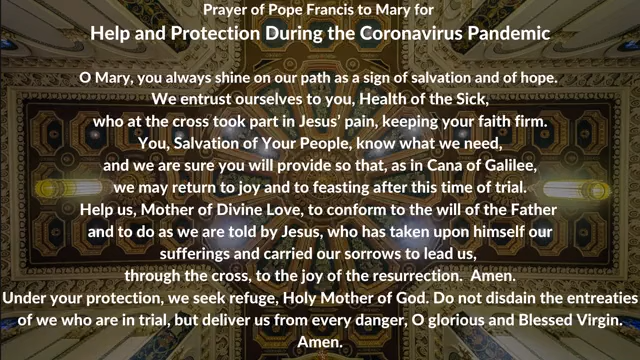 Prayer of Pope Francis to Mary for
Help and Protection During the Coronavirus Pandemic
O Mary, you always shine on our path as a sign of salvation and of hope.
We entrust ourselves to you, Health of the Sick,
who at the cross took part in Jesus’ pain, keeping your faith firm.
You, Salvation of Your People, know what we need,
and we are sure you will provide so that, as in Cana of Galilee,
we may return to joy and to feasting after this time of trial.
Help us, Mother of Divine Love, to conform to the will of the Father
and to do as we are told by Jesus, who has taken upon himself our
sufferings and carried our sorrows to lead us,
through the cross, to the joy of the resurrection. Amen.
Under your protection, we seek refuge, Holy Mother of God. Do not disdain the entreaties
of we who are in trial, but deliver us from every danger, O glorious and Blessed Virgin.
Amen.